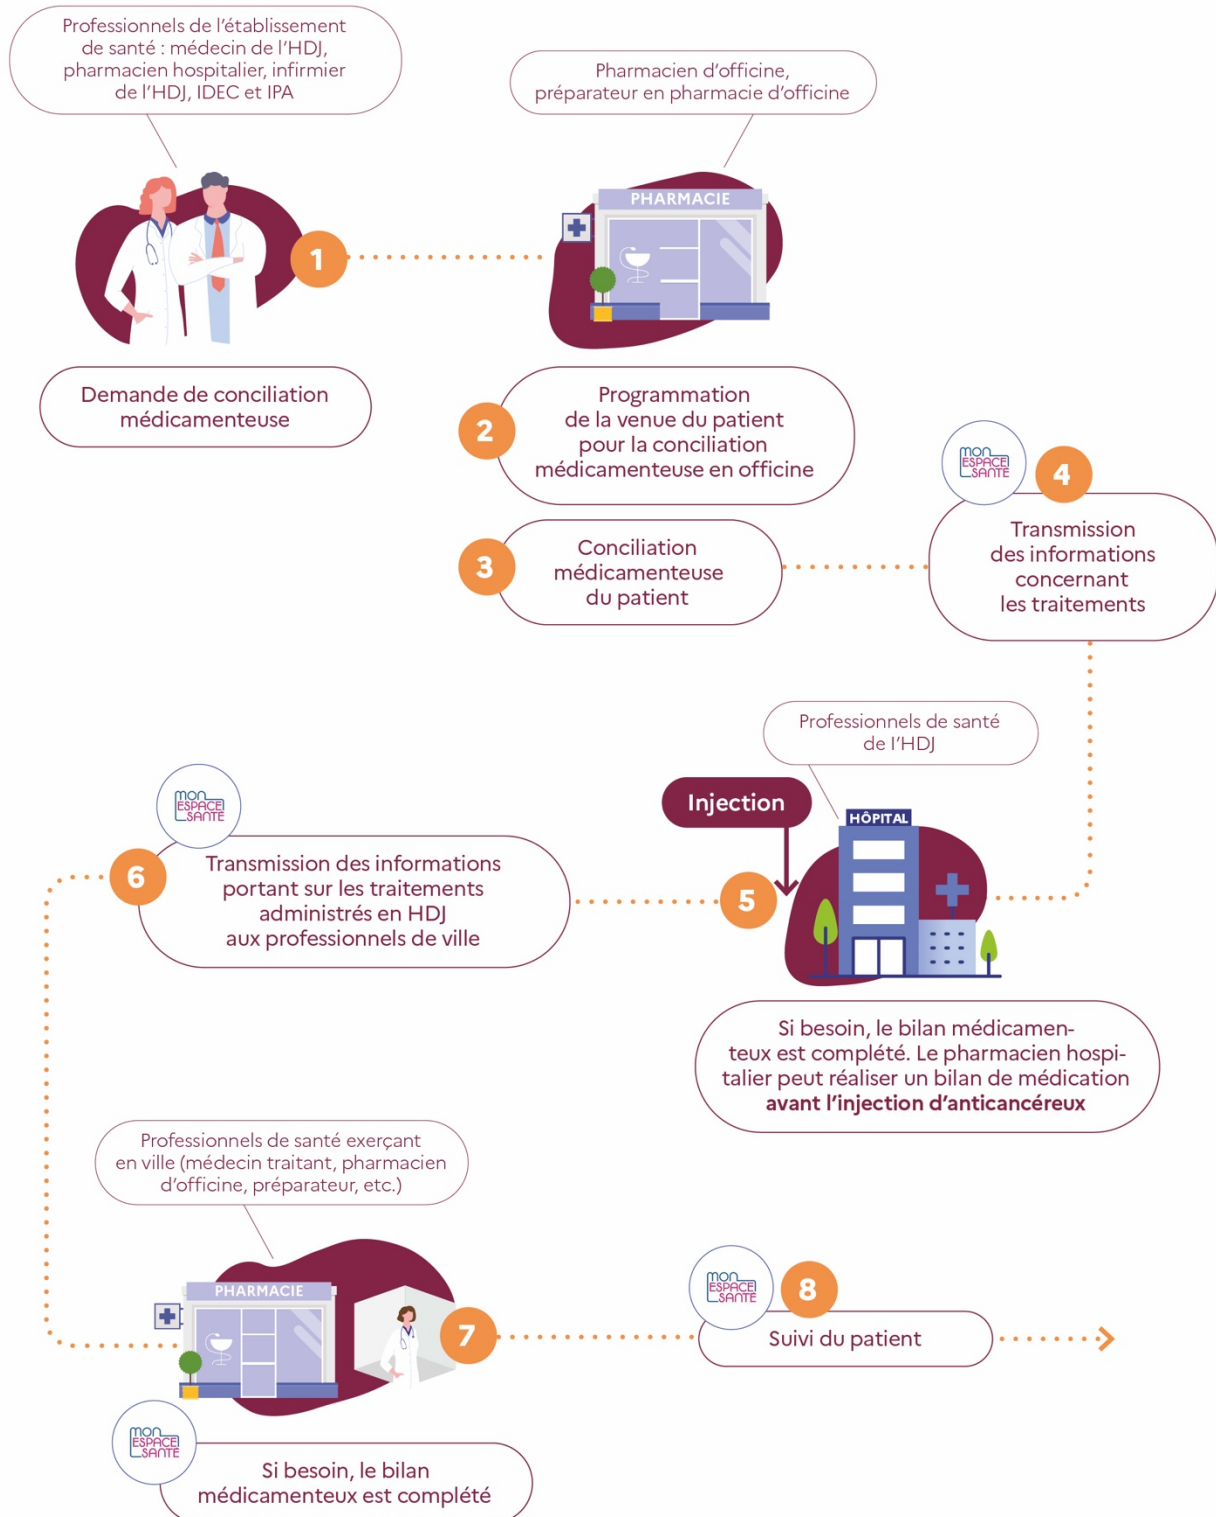 Professionnels de l’établissement
de santé : médecin de l’HDJ,
pharmacien hospitalier, infirmier
de l’HDJ, IDEC et IPA
Pharmacien d’officine,
préparateur en pharmacie d’officine
PHARMACIE
1
Demande de conciliation
médicamenteuse
2
Programmation
de la venue du patient
pour la conciliation
médicamenteuse en officine
3
Conciliation
médicamenteuse
du patient
MON
ESPACE
SANTÉ
4
Transmission
des informations
concernant
les traitements
Professionnels de santé
de l’HDJ
Injection
HÔPITAL
5
Si besoin, le bilan médicamen-
teux est complété. Le pharmacien hospi-
talier peut réaliser un bilan de médication
avant l’injection d’anticancéreux
MON
ESPACE
SANTÉ
6
Transmission des informations
portant sur les traitements
administrés en HDJ
aux professionnels de ville
Professionnels de santé exerçant
en ville (médecin traitant, pharmacien
d’officine, préparateur, etc.)
PHARMACIE
7
MON
ESPACE
SANTÉ
Si besoin, le bilan
médicamenteux est complété
MON
ESPACE
SANTÉ
8
Suivi du patient